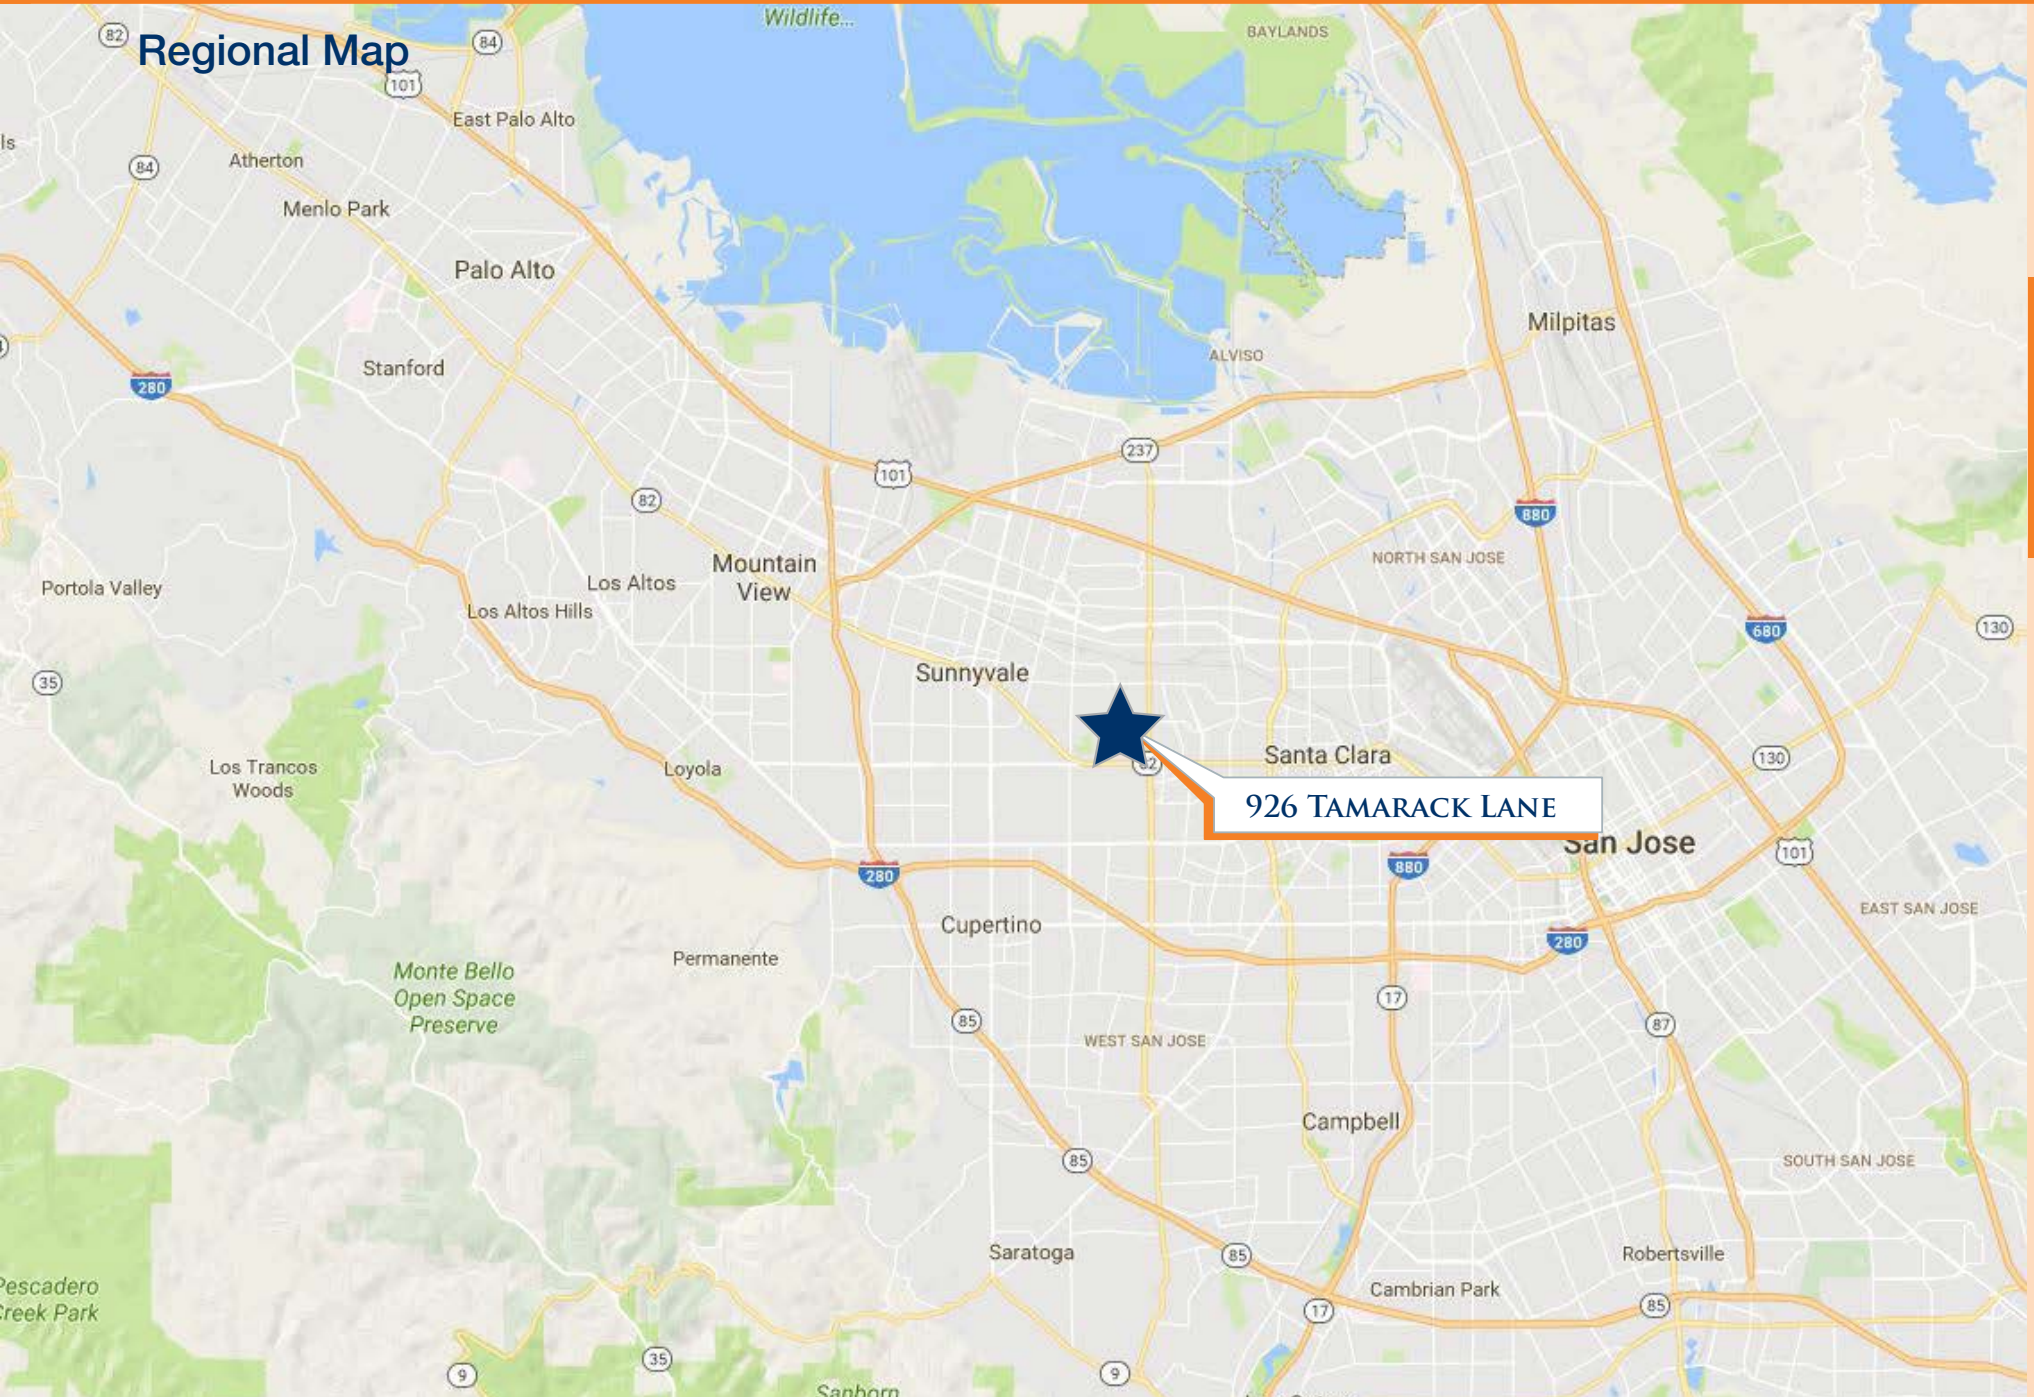 Wildlife...
BAYLANDS
82
Regional Map
84
101
East Palo Alto
ls
Atherton
84
Menlo Park
Palo Alto
Milpitas
ALVISO
Stanford
280
237
101
82
880
NORTH SAN JOSE
Mountain
View
Los Altos
Portola Valley
Los Altos Hills
680
130
Sunnyvale
35
Santa Clara
130
Los Trancos
Woods
Loyola
926 Tamarack Lane
San Jose
101
880
280
EAST SAN JOSE
Cupertino
280
Permanente
Monte Bello
Open Space
Preserve
17
85
87
WEST SAN JOSE
Campbell
85
SOUTH SAN JOSE
Saratoga
85
Robertsville
Pescadero
Creek Park
Cambrian Park
17
85
35
9
9
Sanborn